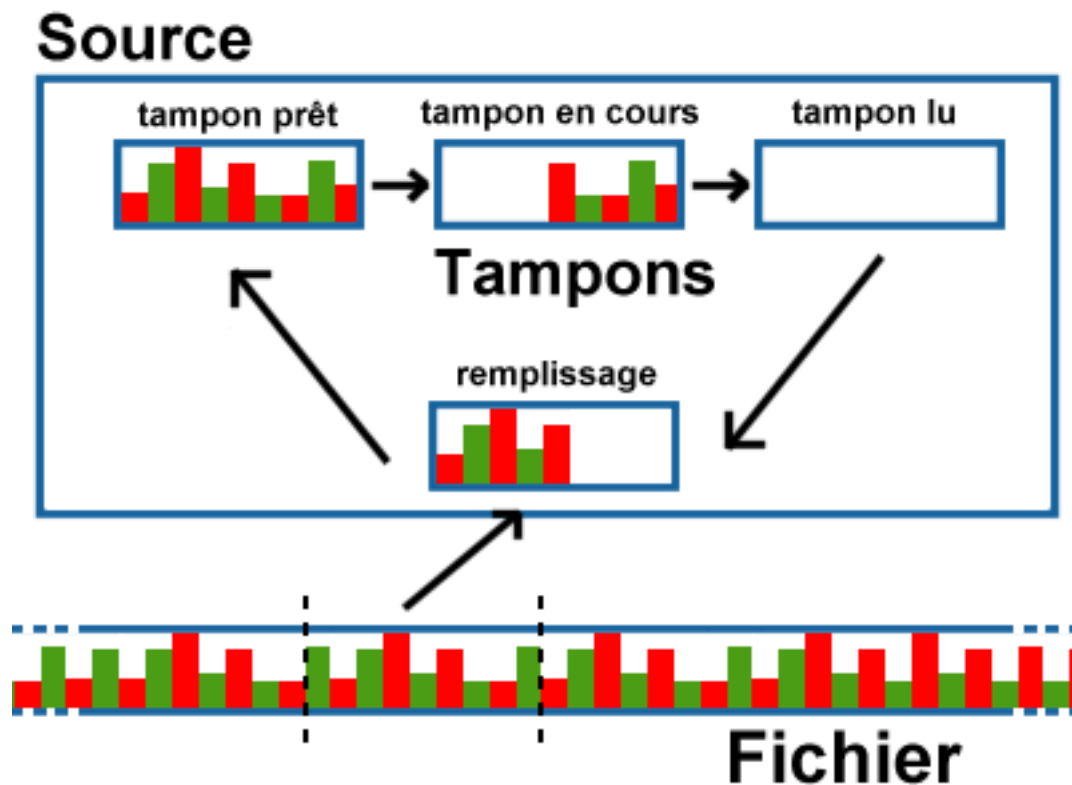 Source
tampon prêt
tampon en cours
tampon lu
Tampons
remplissage
Fichier